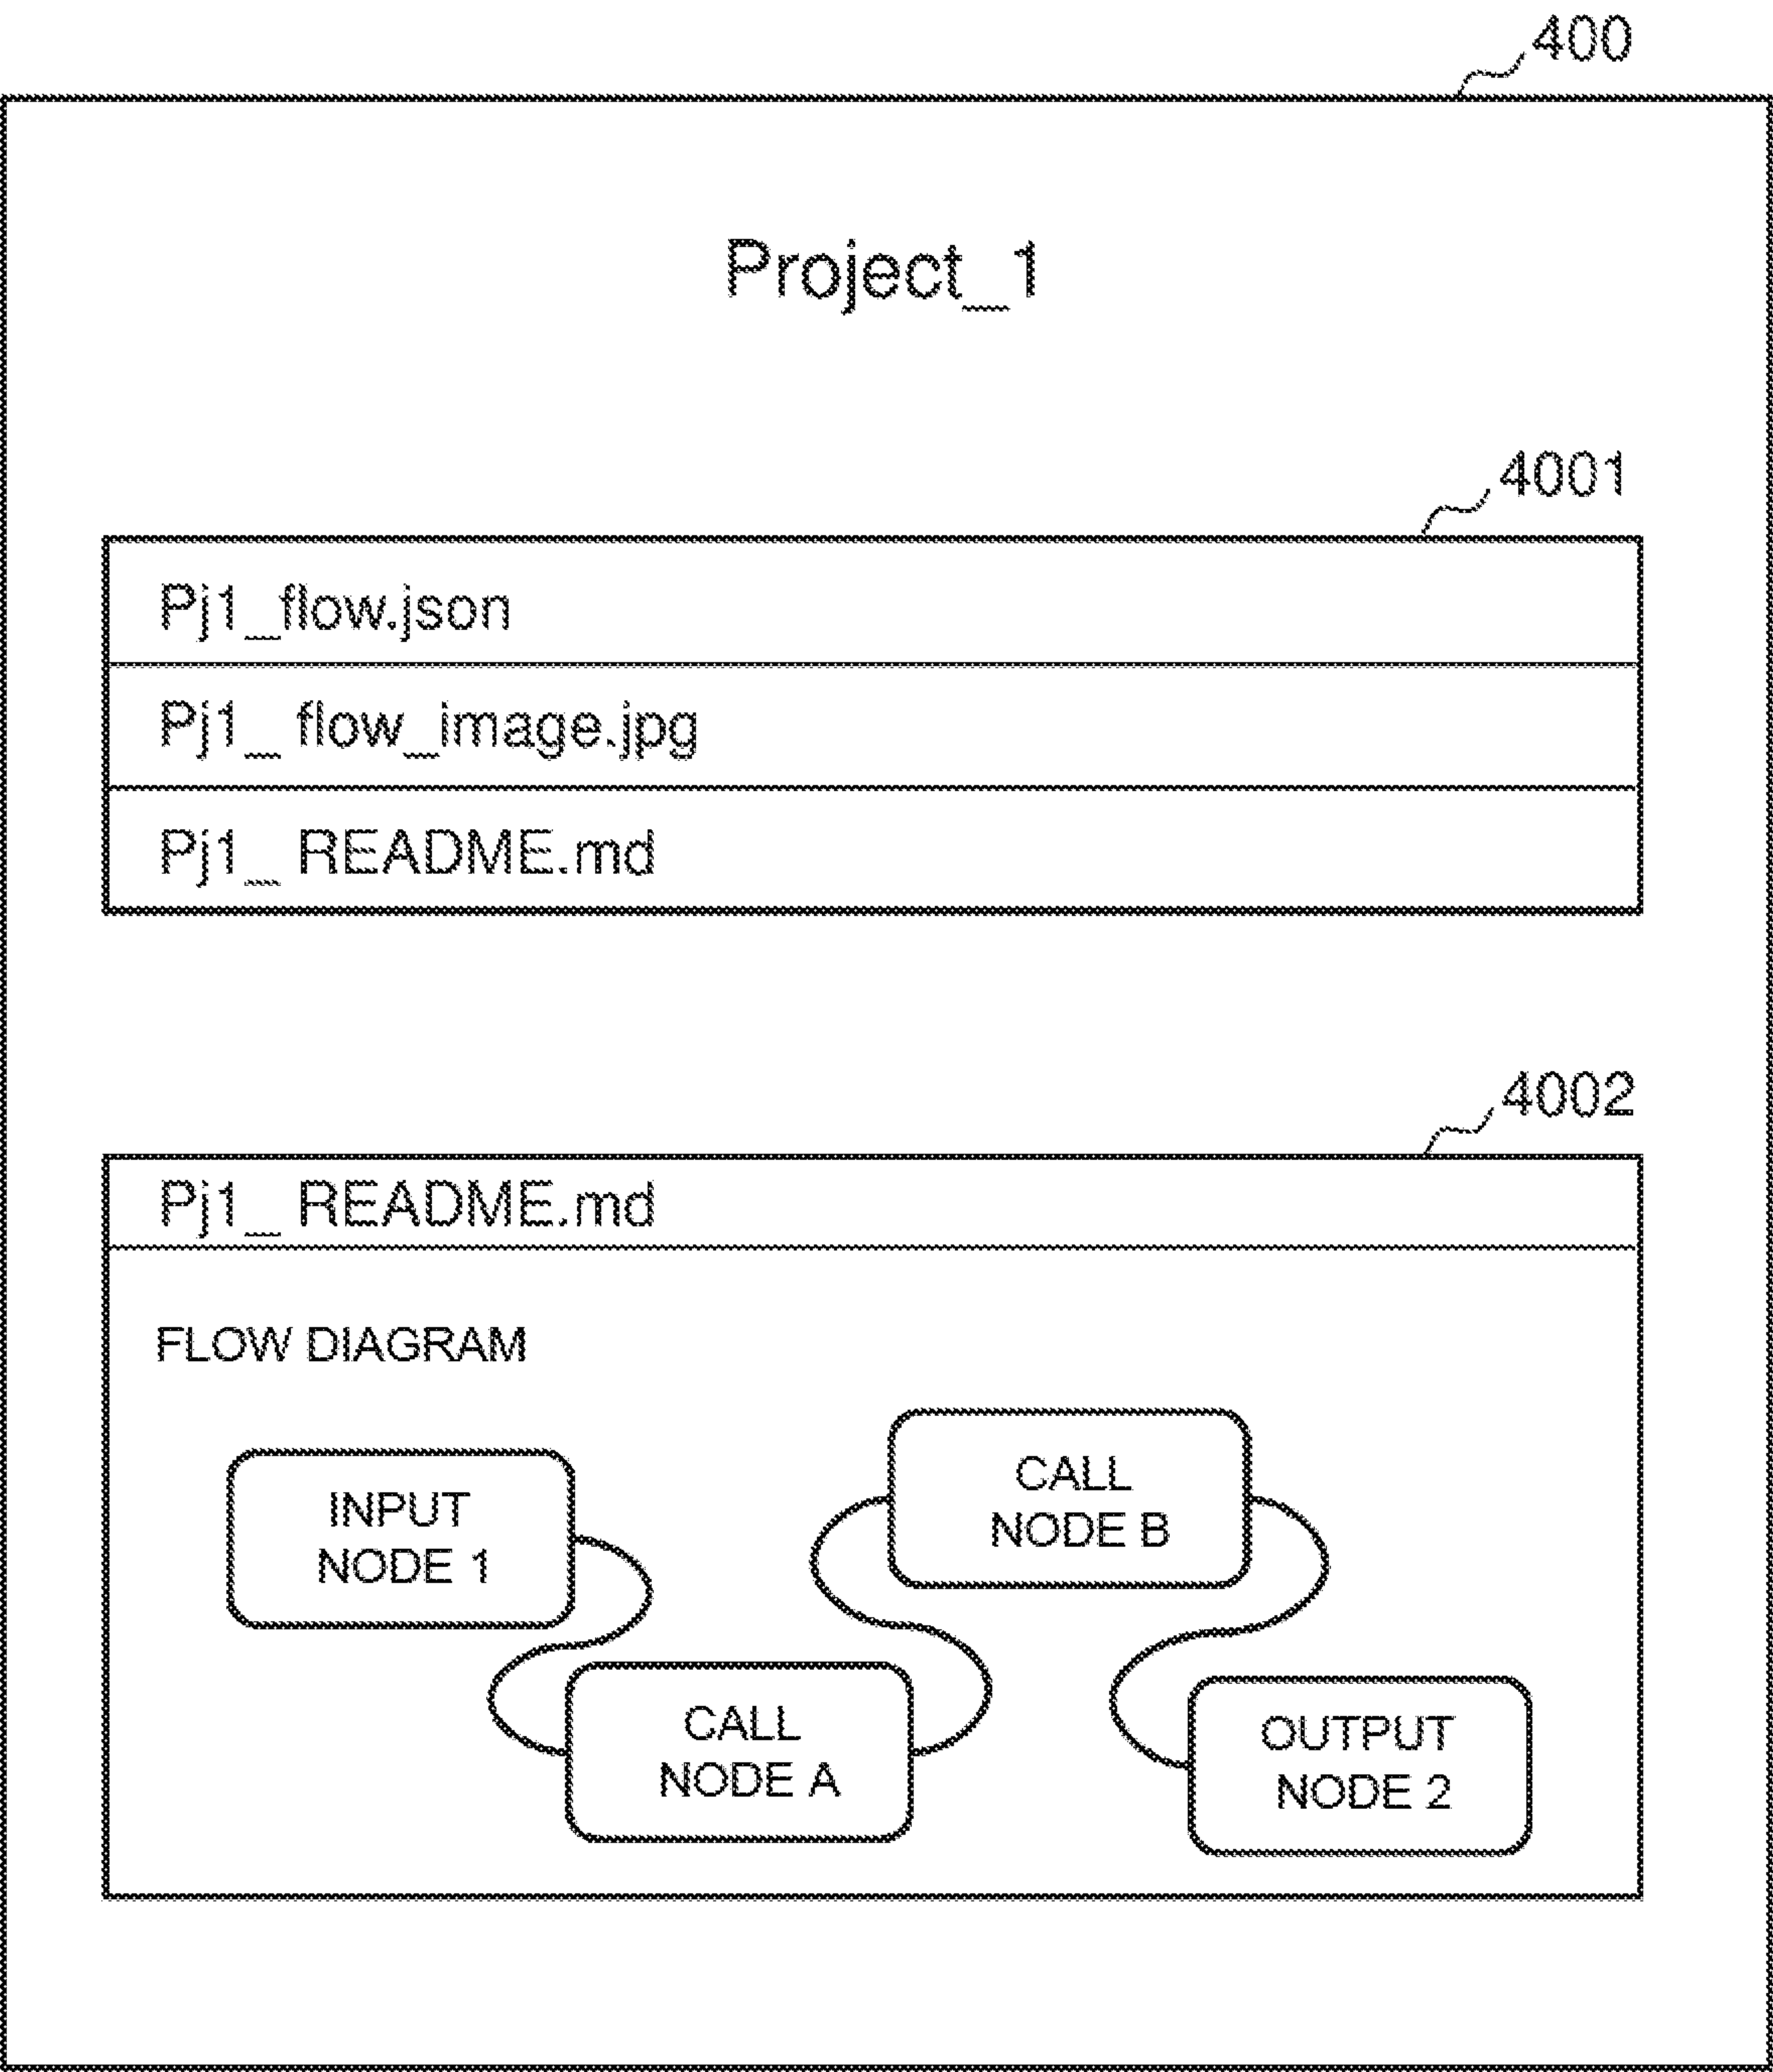 400
Project_1
4001
Pj1_flow.json
Pj1_ flow_image.jpg
Pj1_ README.md
4002
Pj1_ README.md
FLOW DIAGRAM
INPUT
NODE 1
CALL
NODE A
CALL
NODE B
OUTPUT
NODE 2